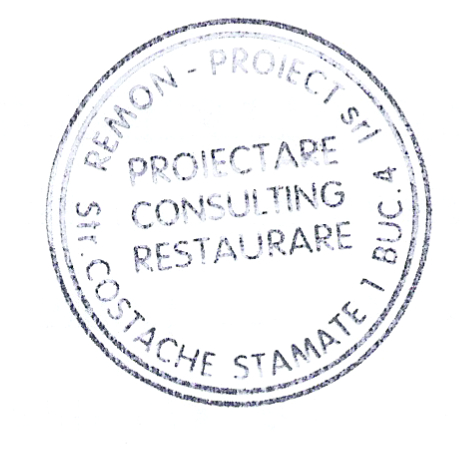 REMON - PROIECT srl
PROIECTARE
CONSULTING
RESTAURARE
Str. COSTACHE STAMATE 1 BUC.4